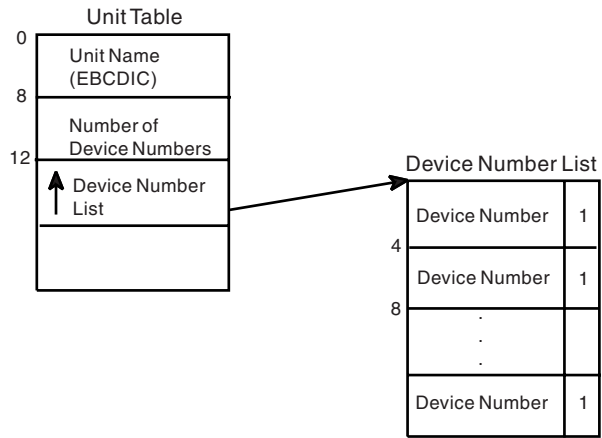 Unit Table
0
Unit Name
(EBCDIC)
8
Number of
Device Numbers
12
Device Number
List
Device Number List
Device Number 1
4
Device Number 1
8
.
.
.
Device Number 1